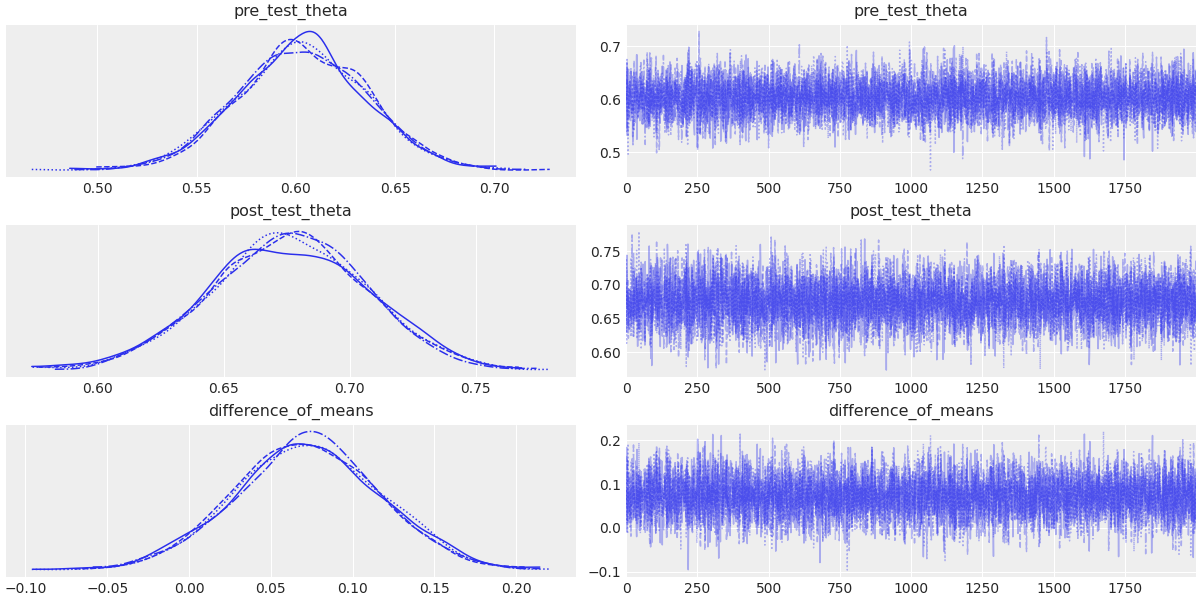 pre_test_theta
pre_test_theta
0.7
0.6
0.5
0.50 0.55 0.60 0.65 0.70
0 250 500 750 1000 1250 1500 1750
post_test_theta
post_test_theta
0.75
0.70
0.65
0.60
0.60 0.65 0.70 0.75
0 250 500 750 1000 1250 1500 1750
difference_of_means
difference_of_means
0.2
0.1
0.0
−0.1
−0.10 −0.05 0.00 0.05 0.10 0.15 0.20
0 250 500 750 1000 1250 1500 1750